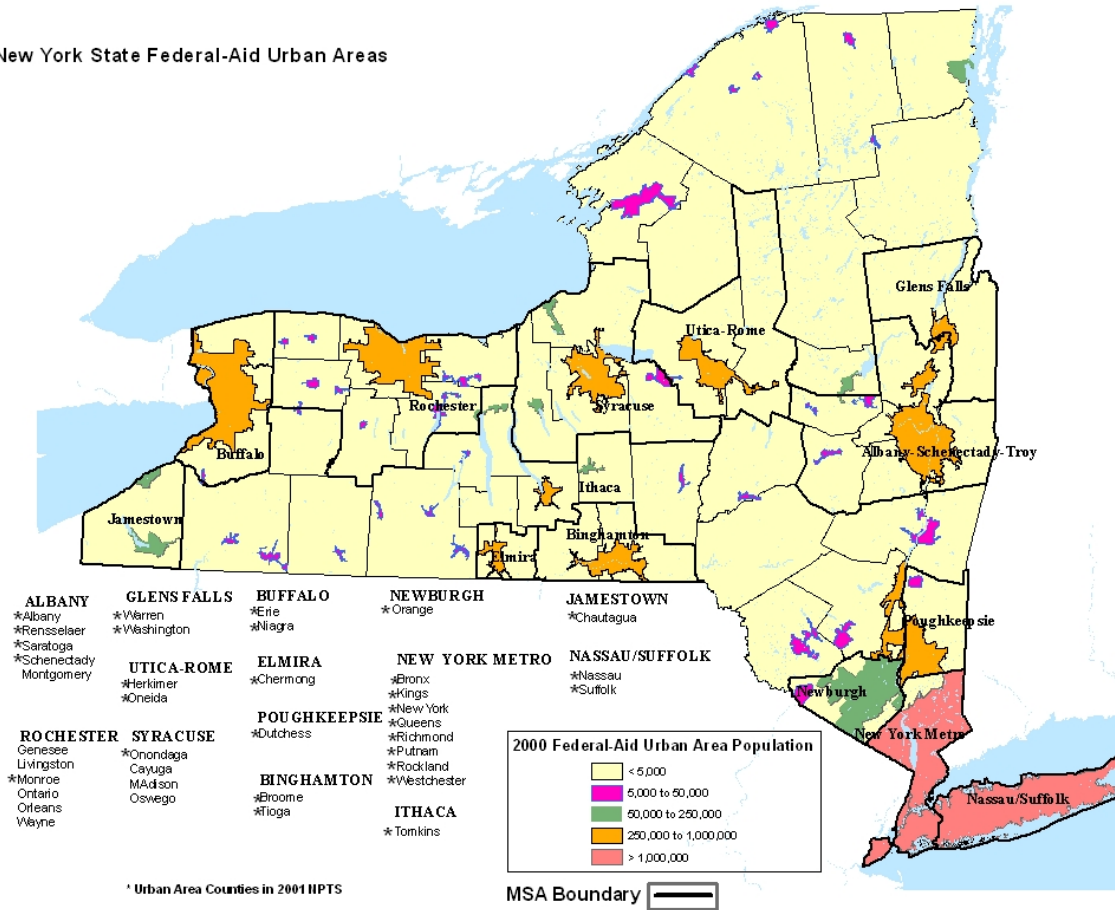 New York State Federal-Aid Urban Areas
Glens Falls
Utica-Rome
Rochester
Syracuse
Buffalo
Albany-Schenectady-Troy
Ithaca
Jamestown
Elmira
Binghamton
Poughkeepsie
Newburgh
New York Metro
Nassau/Suffolk
ALBANY
*Albany
*Rensselaer
*Saratoga
*Schenectady
Montgomery
GLENS FALLS
*Warren
*Washington
UTICA-ROME
*Herkimer
*Oneida
ROCHESTER
Genesee
Livingston
*Monroe
Ontario
Orleans
Wayne
SYRACUSE
*Onondaga
Cayuga
MAdison
Oswego
BUFFALO
*Erie
*Niagra
ELMIRA
*Chermong
POUGHKEEPSIE
*Dutchess
BINGHAMTON
*Broome
*Tioga
NEWBURGH
*Orange
NEW YORK METRO
*Bronx
*Kings
*New York
*Queens
*Richmond
*Putnam
*Rockland
*Westchester
ITHACA
*Tomkins
JAMESTOWN
*Chautagua
NASSAU/SUFFOLK
*Nassau
*Suffolk
* Urban Area Counties in 2001 NPTS
2000 Federal-Aid Urban Area Population
< 5,000
5,000 to 50,000
50,000 to 250,000
250,000 to 1,000,000
> 1,000,000
MSA Boundary